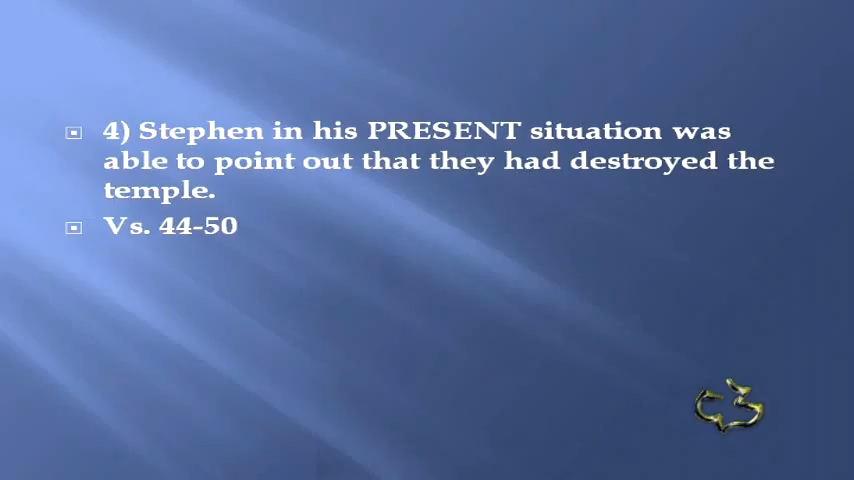 4) Stephen in his PRESENT situation was
able to point out that they had destroyed the
temple.
Vs. 44-50